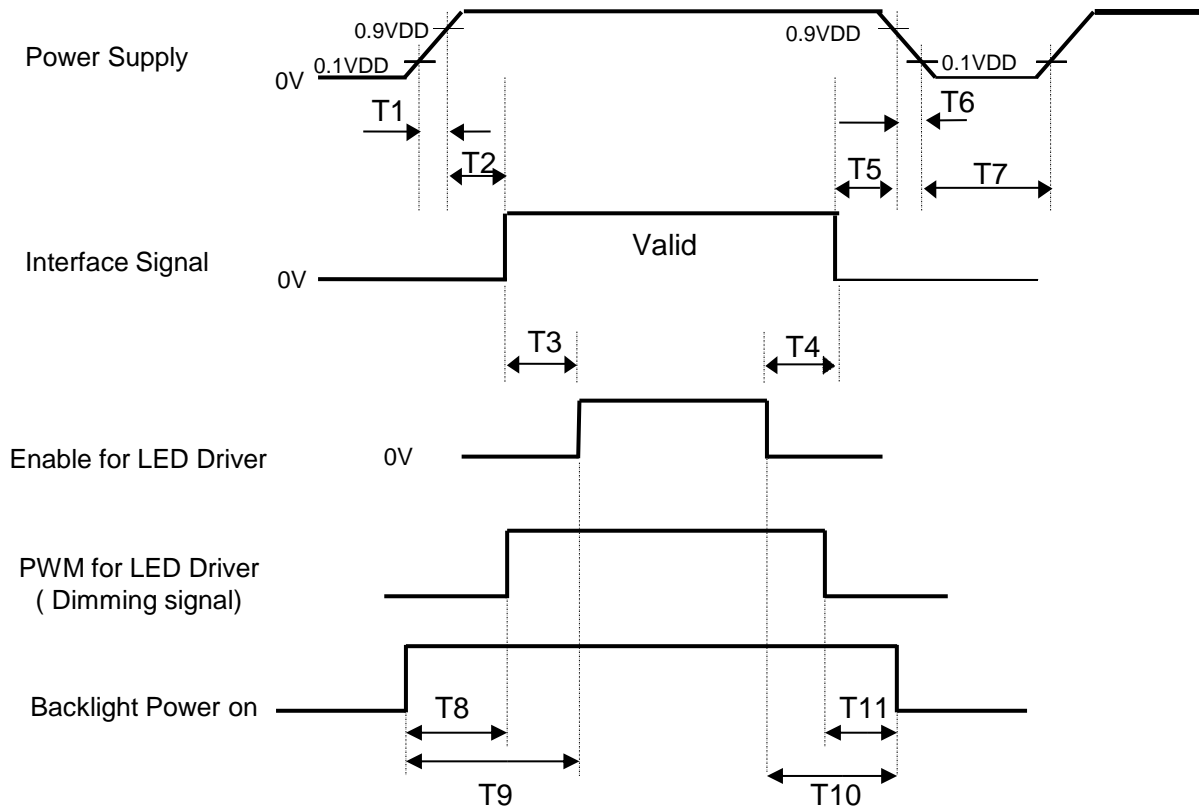 0.9VDD
0.9VDD
Power Supply
0.1VDD
0.1VDD
0V
T1
T6
T2
T5
T7
Valid
Interface Signal
0V
T3
T4
Enable for LED Driver
0V
PWM for LED Driver
( Dimming signal)
Backlight Power on
T8
T11
T9
T10